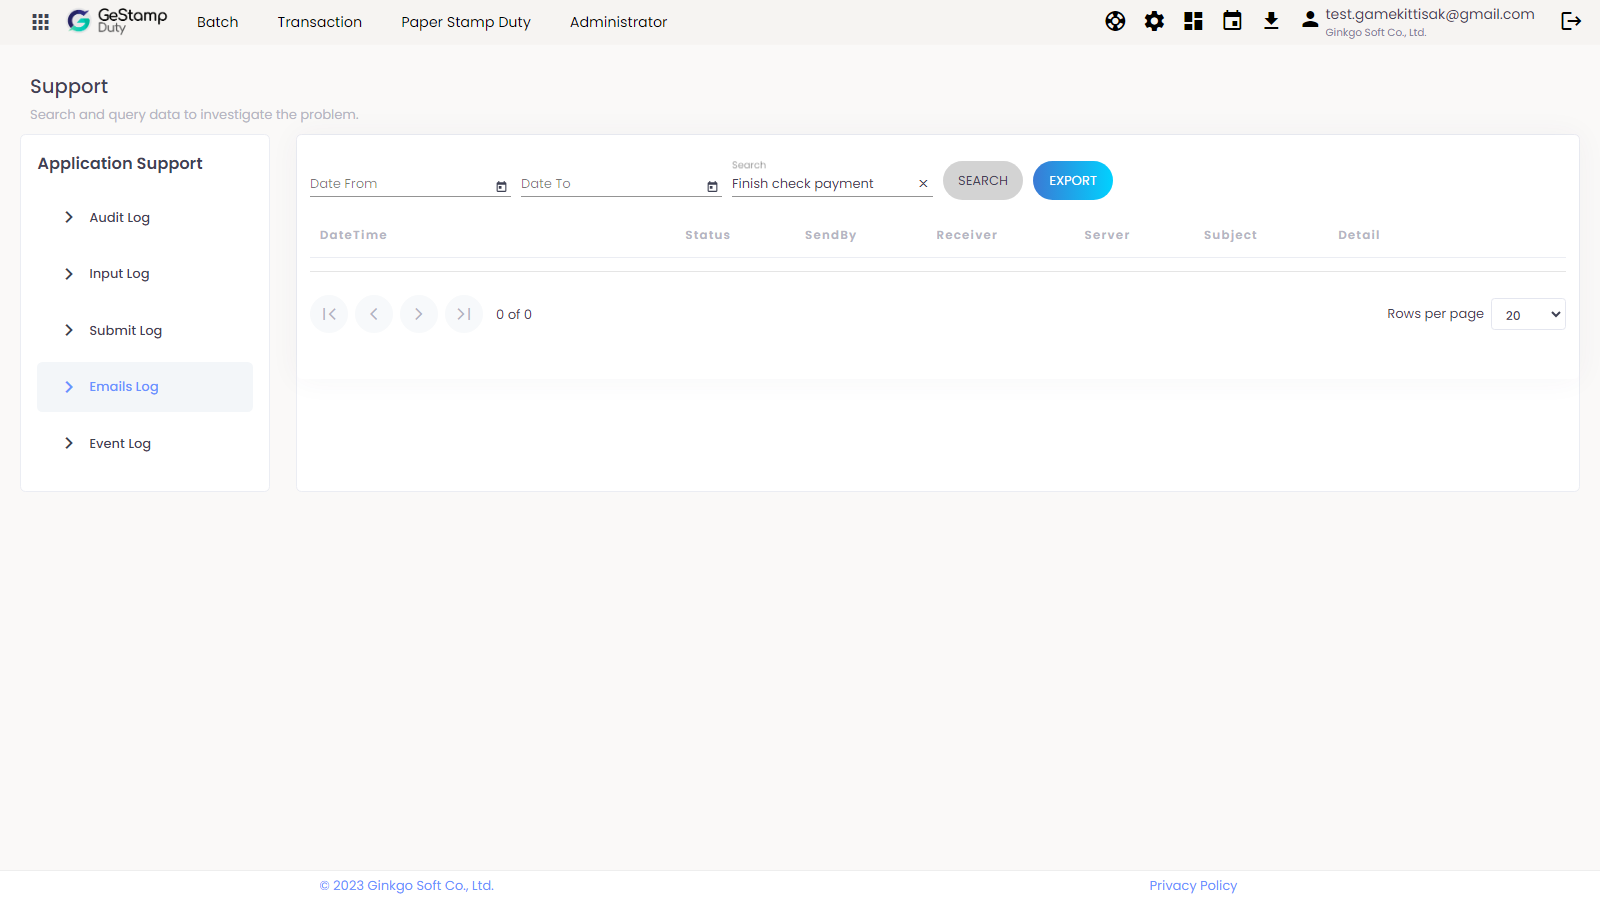 GeStamp
Duty
Batch
Transaction
Paper Stamp Duty
Administrator
test.gamekittisak@gmail.com
Ginkgo Soft Co., Ltd.
Support
Search and query data to investigate the problem.
Application Support
Audit Log
Input Log
Submit Log
Emails Log
Event Log
Date From
Date To
Search
Finish check payment
SEARCH
EXPORT
DateTime Status SendBy Receiver Server Subject Detail
0 of 0
Rows per page 20
© 2023 Ginkgo Soft Co., Ltd.
Privacy Policy